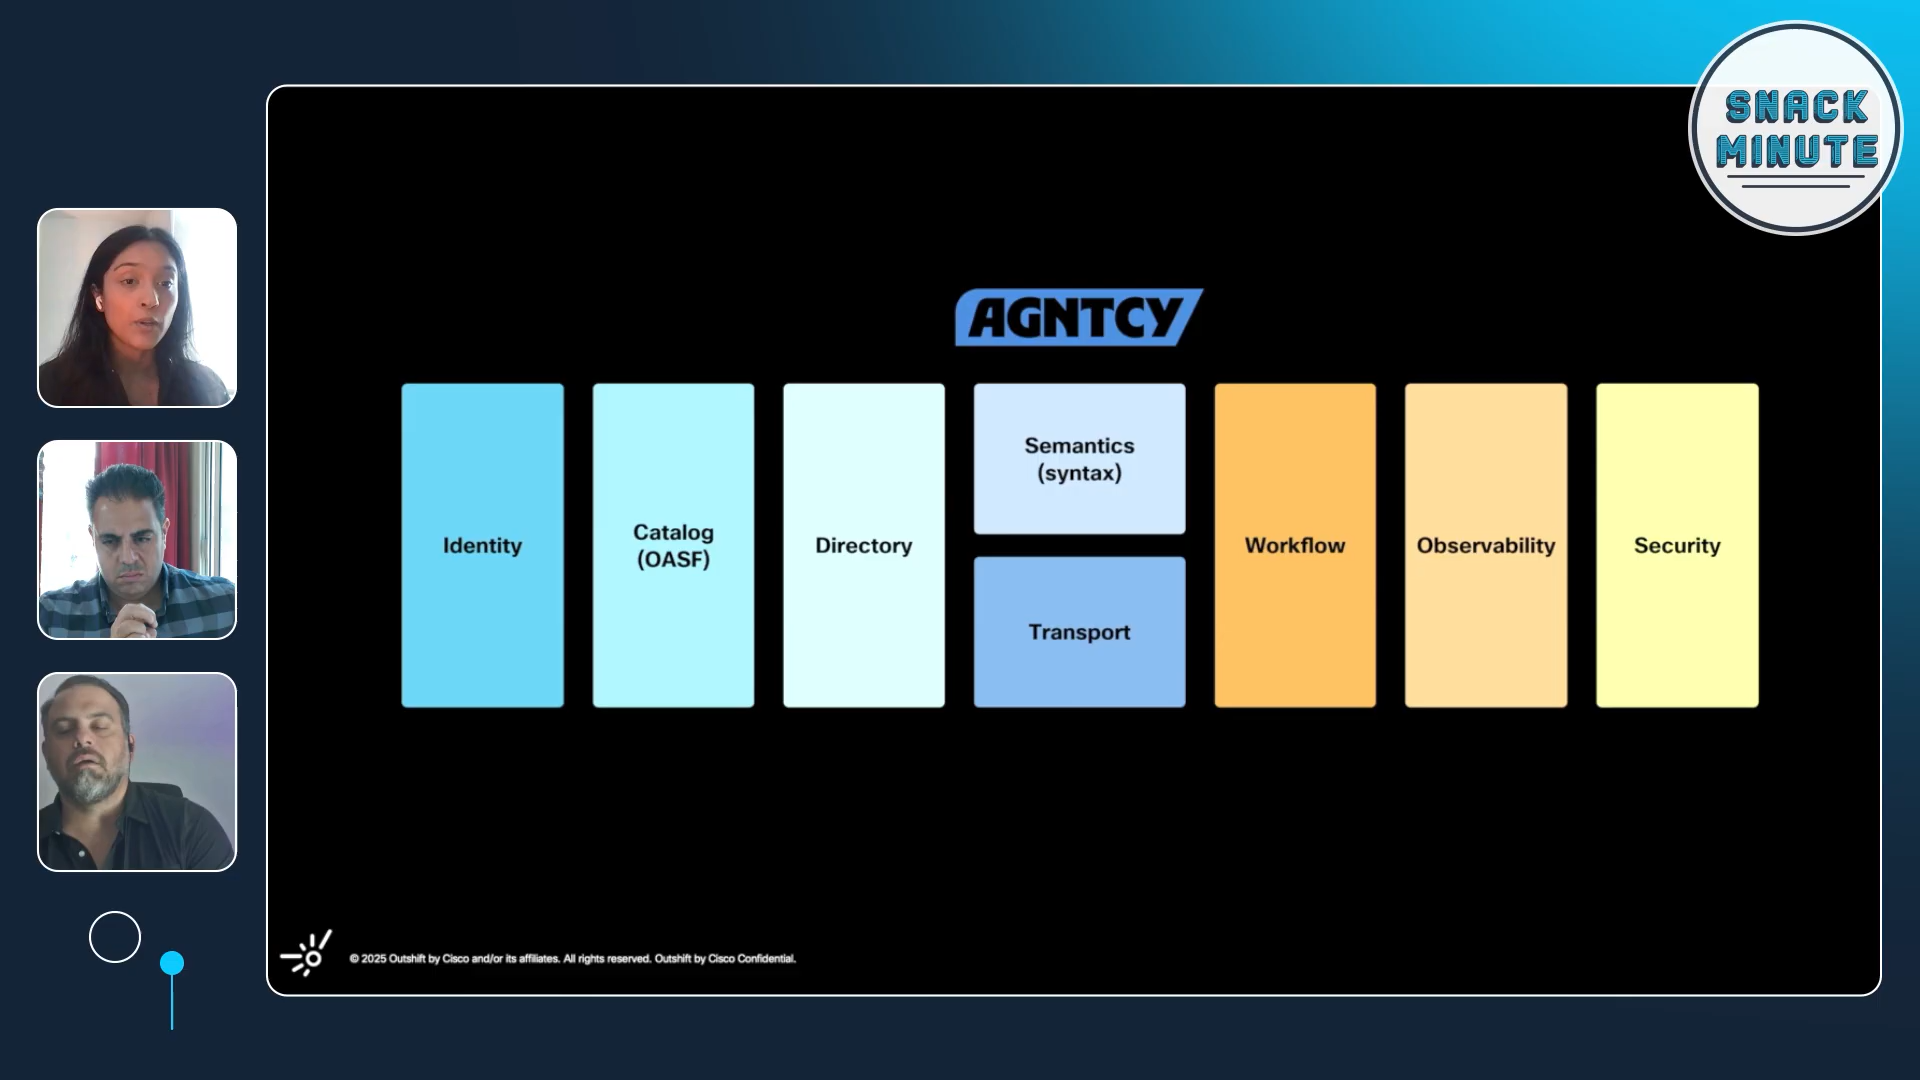 SNACK
MINUTE
AGNTCY
Identity
Catalog
(OASF)
Directory
Semantics
(syntax)
Transport
Workflow
Observability
Security
© 2025 Outshift by Cisco and/or its affiliates. All rights reserved. Outshift by Cisco Confidential.